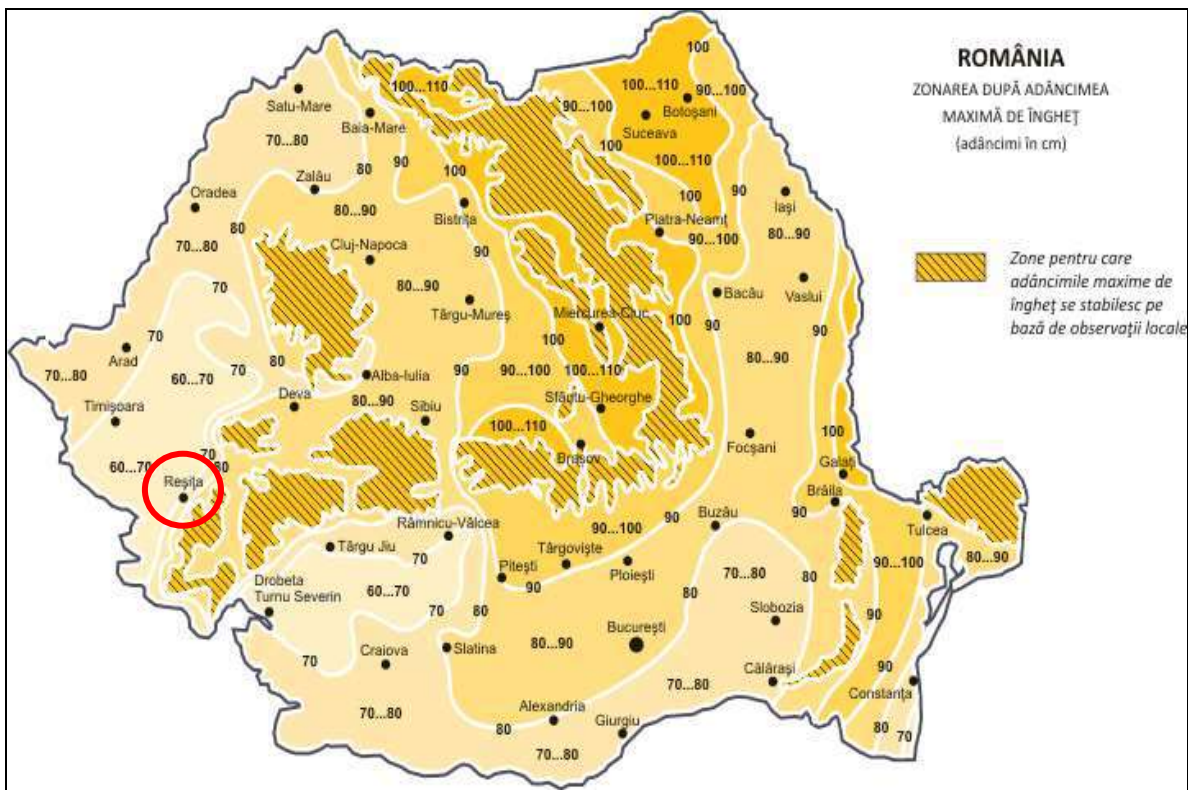 ROMÂNIA
ZONAREA DUPĂ ADÂNCIMEA
MAXIMĂ DE ÎNGHEȚ
(adâncimi în cm)
Zone pentru care
adâncimile maxime de
îngheț se stabilesc pe
bază de observații locale
100
100...110
100...110
90...100
90...100
Satu-Mare
Botoșani
Baia-Mare
Suceava
70...80
80
90
100
100
100...110
Zalău
90
Oradea
100
Iași
80...90
Bistrița
Piatra-Neamț
80
90...100
80...90
70...80
Cluj-Napoca
90
70
80...90
Bacău
Vaslui
Târgu-Mureș
Miercurea-Ciuc
100
90
90
70
100
Arad
80
70
90
90...100
100...110
80...90
70...80
60...70
Alba-Iulia
80...90
Deva
Sfântu-Gheorghe
Timișoara
Sibiu
100...110
100
70
Brașov
Focșani
60...70
80
Galați
Reșița
Brăila
90
Buzău
Râmnicu-Vâlcea
90...100
90
Tulcea
Târgu Jiu
70
Târgoviște
80...90
Pitești
Ploiești
90...100
Drobeta
Turnu Severin
60...70
90
70...80
80
80
70
80
Slobozia
90
București
Craiova
Slatina
80...90
70
90
Călărași
Constanța
70...80
70...80
Alexandria
80
Giurgiu
80
70
70...80